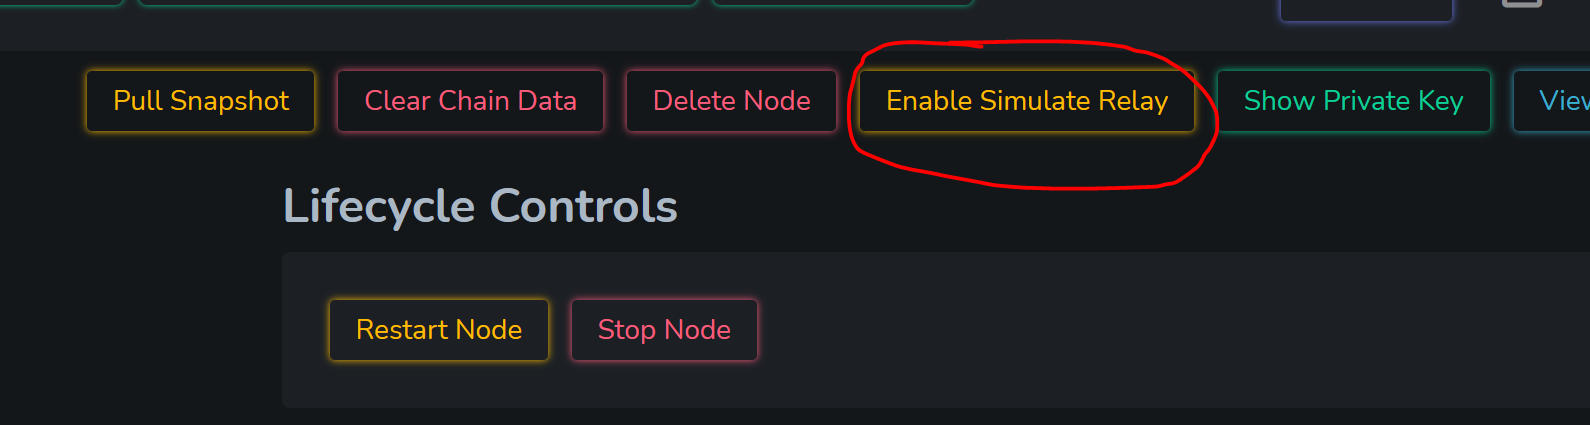 Pull Snapshot Clear Chain Data Delete Node Enable Simulate Relay Show Private Key View
Lifecycle Controls
Restart Node Stop Node